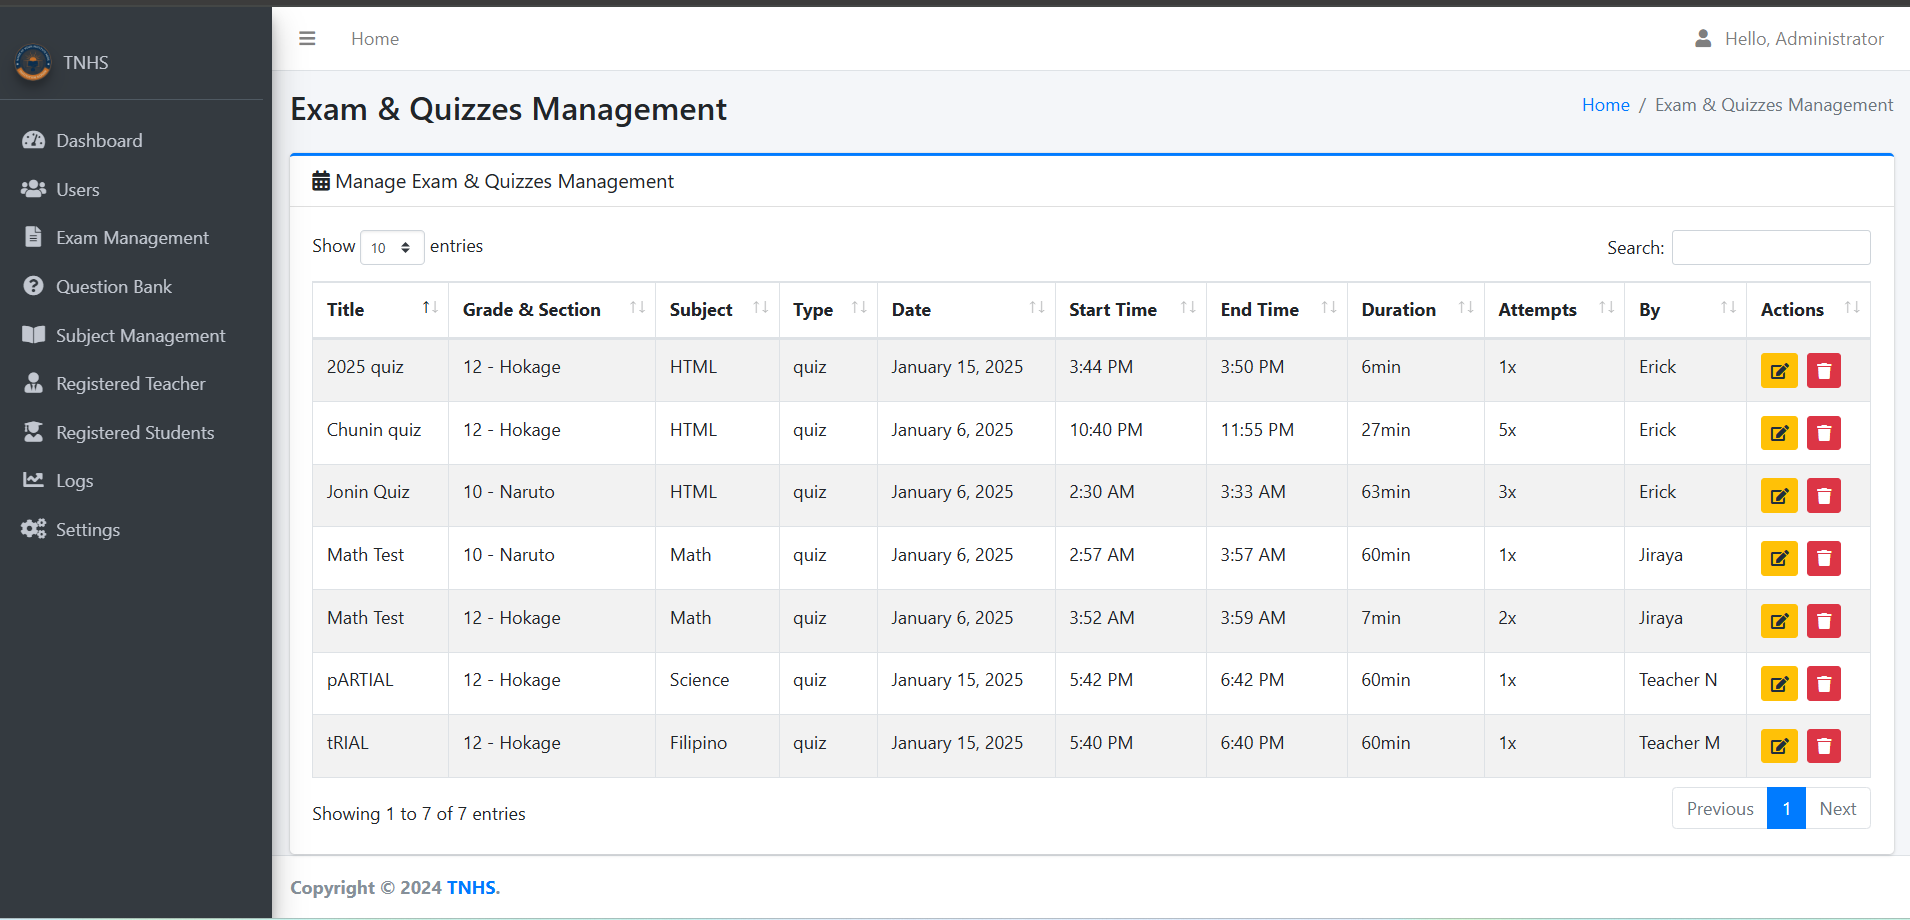 TNHS
Home
Hello, Administrator
Dashboard
Users
Exam Management
Question Bank
Subject Management
Registered Teacher
Registered Students
Logs
Settings
Exam & Quizzes Management
Home / Exam & Quizzes Management
Manage Exam & Quizzes Management
Show 10 entries
Search:
Title Grade & Section Subject Type Date Start Time End Time Duration Attempts By Actions
2025 quiz 12 - Hokage HTML quiz January 15, 2025 3:44 PM 3:50 PM 6min 1x Erick
Chunin quiz 12 - Hokage HTML quiz January 6, 2025 10:40 PM 11:55 PM 27min 5x Erick
Jonin Quiz 10 - Naruto HTML quiz January 6, 2025 2:30 AM 3:33 AM 63min 3x Erick
Math Test 10 - Naruto Math quiz January 6, 2025 2:57 AM 3:57 AM 60min 1x Jiraya
Math Test 12 - Hokage Math quiz January 6, 2025 3:52 AM 3:59 AM 7min 2x Jiraya
pARTIAL 12 - Hokage Science quiz January 15, 2025 5:42 PM 6:42 PM 60min 1x Teacher N
tRIAL 12 - Hokage Filipino quiz January 15, 2025 5:40 PM 6:40 PM 60min 1x Teacher M
Showing 1 to 7 of 7 entries
Previous 1 Next
Copyright © 2024 TNHS.